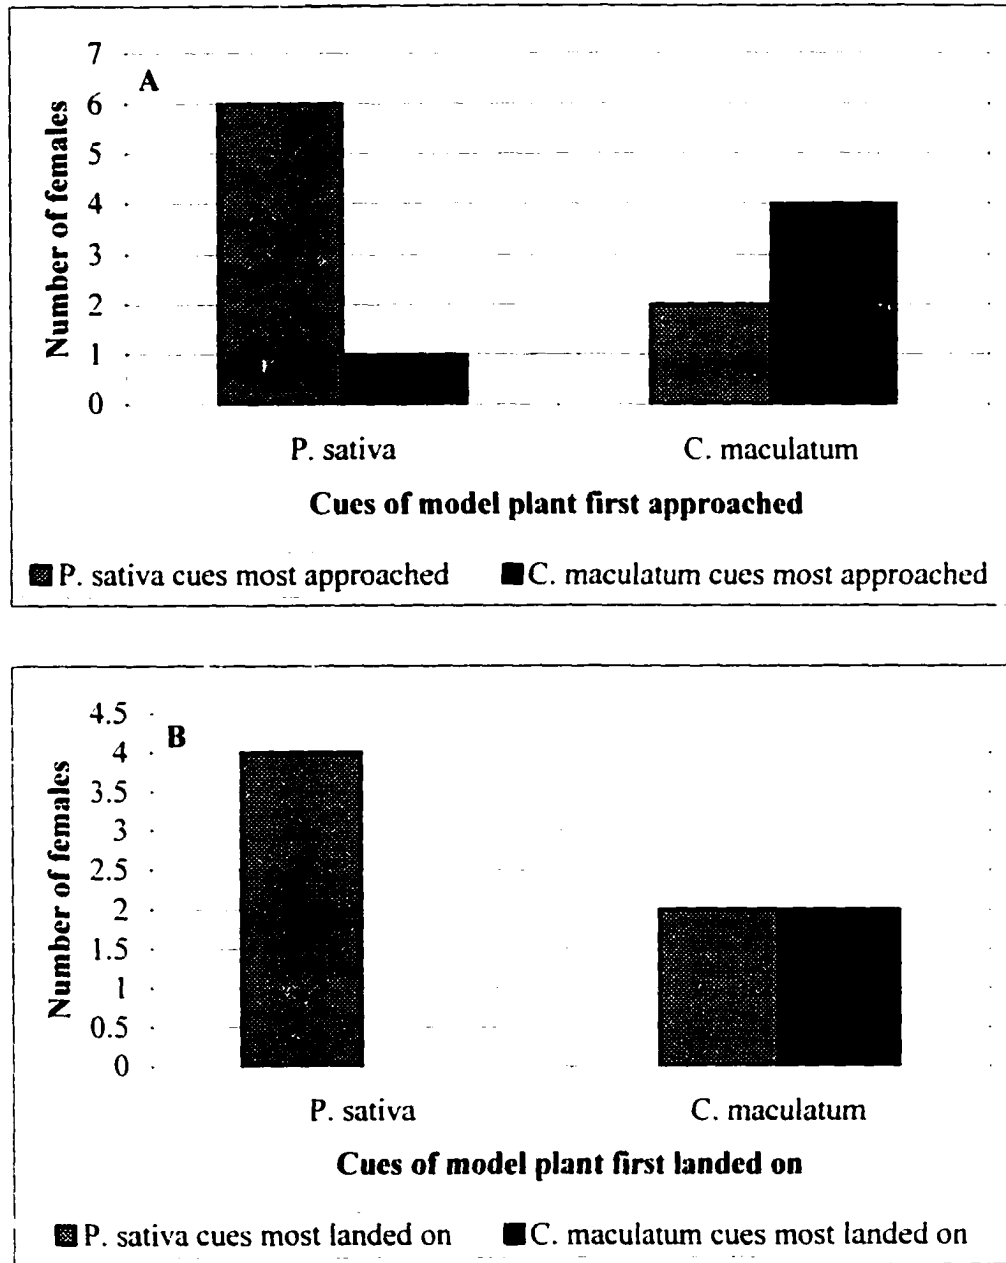 7
A
6
5
4
3
2
1
0
Number of females
P. sativa C. maculatum
Cues of model plant first approached
P. sativa cues most approached C. maculatum cues most approached
4.5
B
4
3.5
3
2.5
2
1.5
1
0.5
0
Number of females
P. sativa C. maculatum
Cues of model plant first landed on
P. sativa cues most landed on C. maculatum cues most landed on